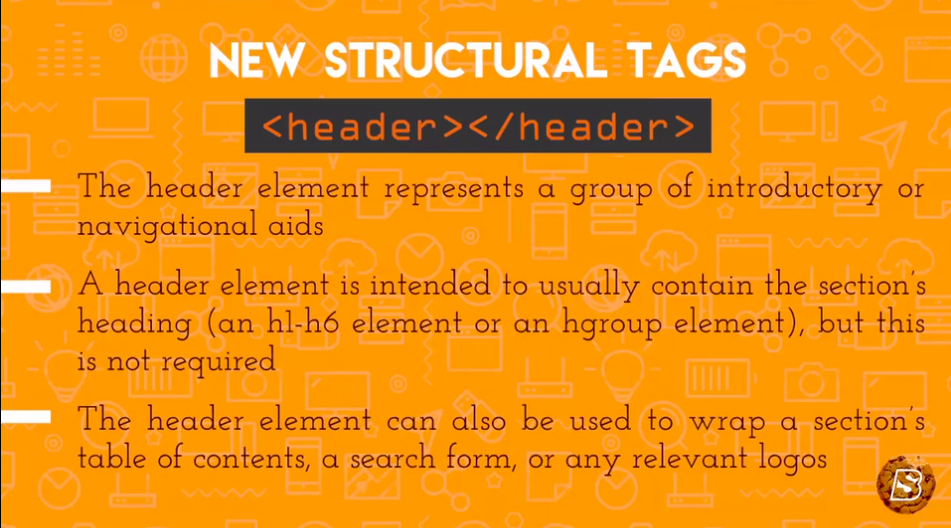 NEW STRUCTURAL TAGS
<header></header>
The header element represents a group of introductory or
navigational aids
A header element is intended to usually contain the section's
heading (an h1-h6 element or an hgroup element), but this
is not required
The header element can also be used to wrap a section's
table of contents, a search form, or any relevant logos
B